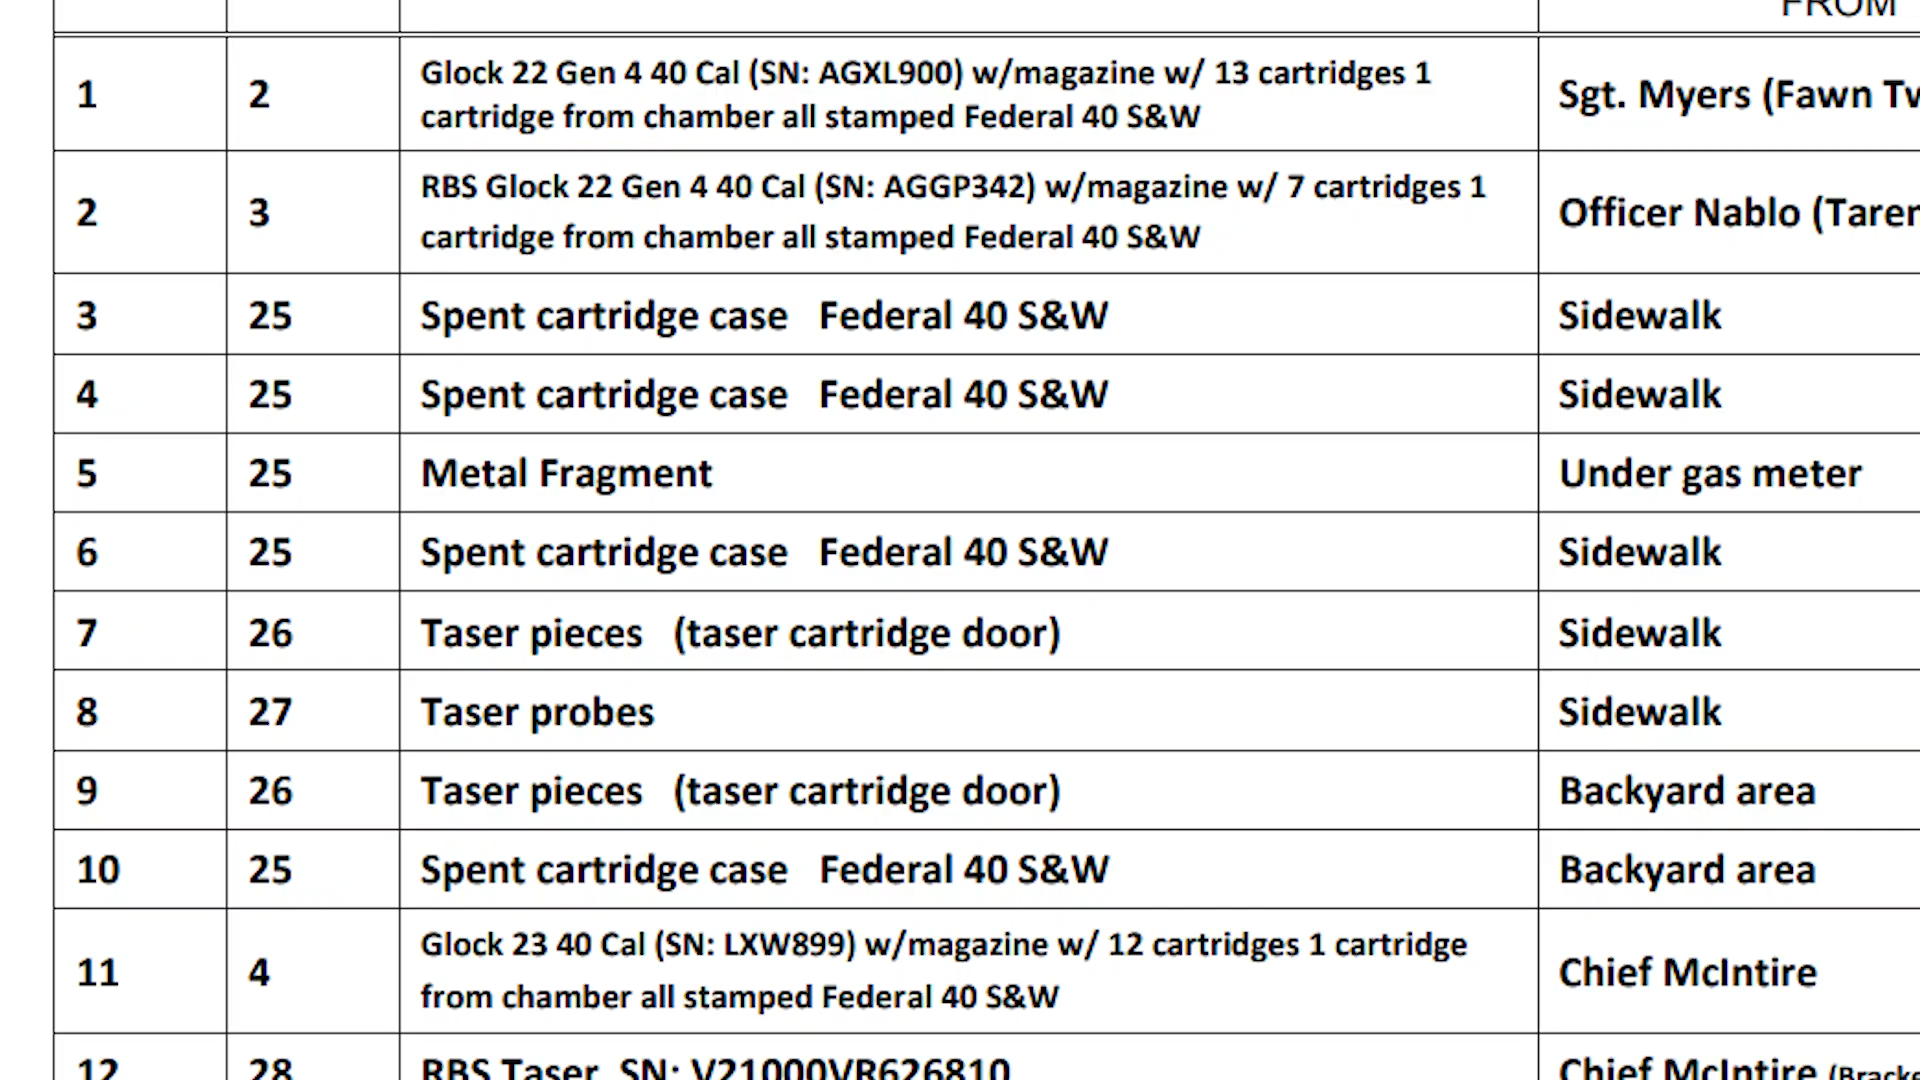 FROM
1 2 Glock 22 Gen 4 40 Cal (SN: AGXL900) w/magazine w/ 13 cartridges 1
cartridge from chamber all stamped Federal 40 S&W
Sgt. Myers (Fawn
2 3 RBS Glock 22 Gen 4 40 Cal (SN: AGGP342) w/magazine w/ 7 cartridges 1
cartridge from chamber all stamped Federal 40 S&W
Officer Nablo
3 25 Spent cartridge case Federal 40 S&W Sidewalk
4 25 Spent cartridge case Federal 40 S&W Sidewalk
5 25 Metal Fragment Under gas meter
6 25 Spent cartridge case Federal 40 S&W Sidewalk
7 26 Taser pieces (taser cartridge door) Sidewalk
8 27 Taser probes Sidewalk
9 26 Taser pieces (taser cartridge door) Backyard area
10 25 Spent cartridge case Federal 40 S&W Backyard area
11 4 Glock 23 40 Cal (SN: LXW899) w/magazine w/ 12 cartridges 1 cartridge
from chamber all stamped Federal 40 S&W
Chief McIntire
12 28 RBS Taser SN: V21000VR626810 Chief McIntire